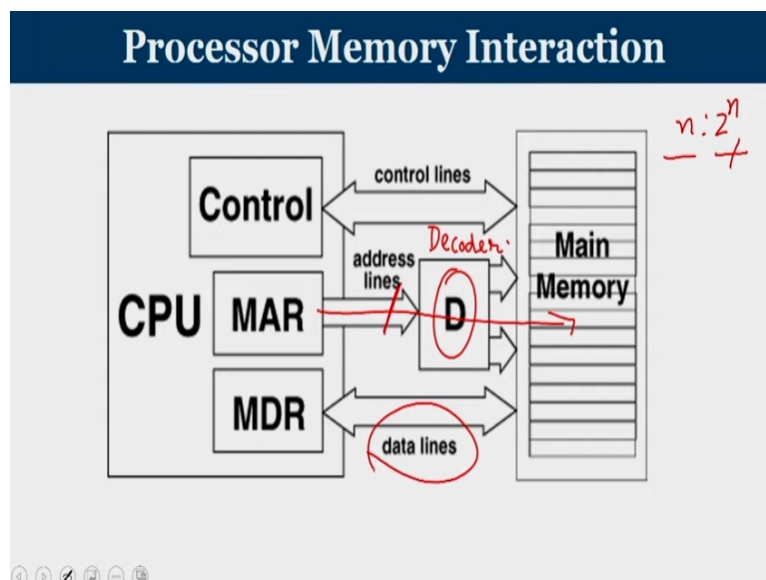 Processor Memory Interaction
n : 2^n
Control
control lines
Decoder.
address
lines
CPU
MAR
D
Main
Memory
MDR
data lines